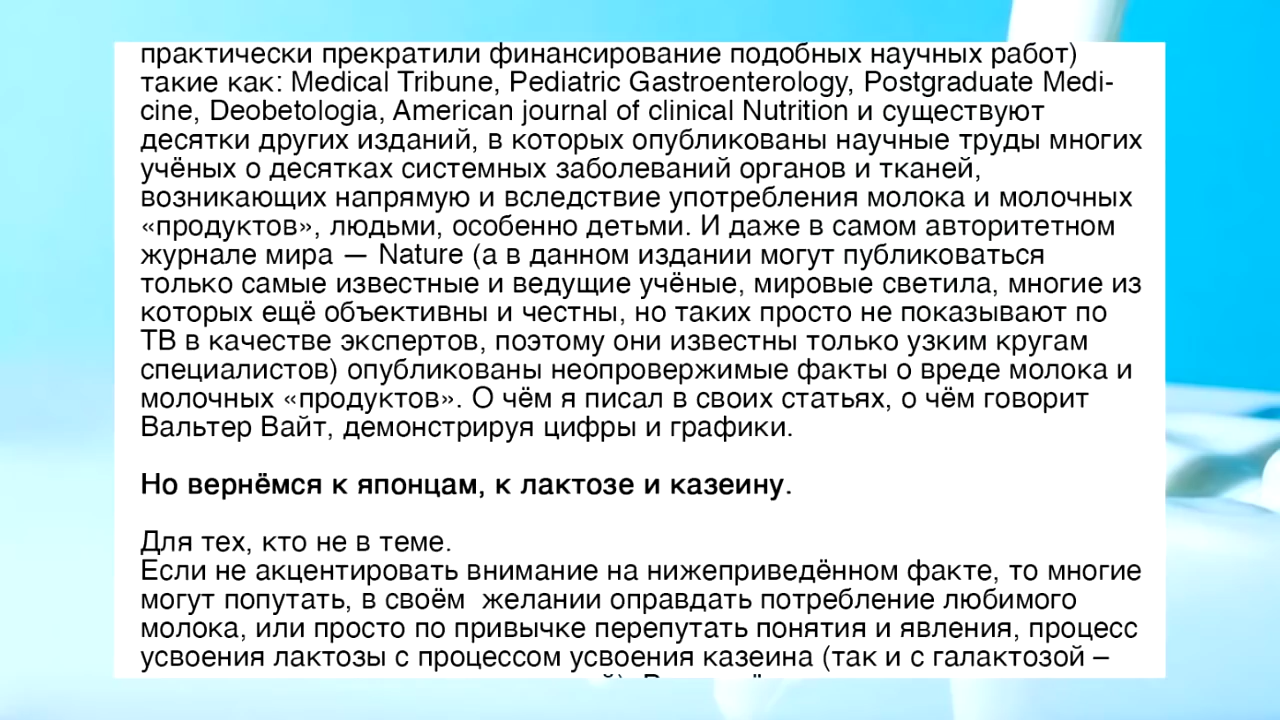 практически прекратили финансирование подобных научных работ)
такие как: Medical Tribune, Pediatric Gastroenterology, Postgraduate Medi-
cine, Deobetologia, American journal of clinical Nutrition и существуют
десятки других изданий, в которых опубликованы научные труды многих
учёных о десятках системных заболеваний органов и тканей,
возникающих напрямую и вследствие употребления молока и молочных
«продуктов», людьми, особенно детьми. И даже в самом авторитетном
журнале мира — Nature (а в данном издании могут публиковаться
только самые известные и ведущие учёные, мировые светила, многие из
которых ещё объективны и честны, но таких просто не показывают по
ТВ в качестве экспертов, поэтому они известны только узким кругам
специалистов) опубликованы неопровержимые факты о вреде молока и
молочных «продуктов». О чём я писал в своих статьях, о чём говорит
Вальтер Вайт, демонстрируя цифры и графики.
Но вернёмся к японцам, к лактозе и казеину.
Для тех, кто не в теме.
Если не акцентировать внимание на нижеприведённом факте, то многие
могут попутать, в своём  желании оправдать потребление любимого
молока, или просто по привычке перепутать понятия и явления, процесс
усвоения лактозы с процессом усвоения казеина (так и с галактозой –